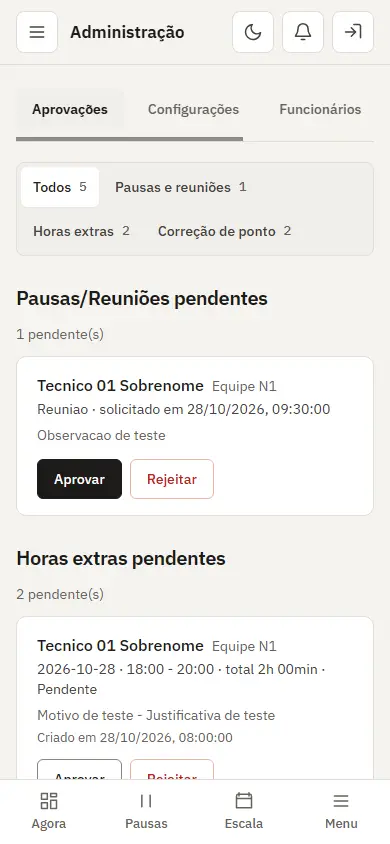 Administração
Aprovações Configurações Funcionários
Todos 5 Pausas e reuniões 1
Horas extras 2 Correção de ponto 2
Pausas/Reuniões pendentes
1 pendente(s)
Tecnico 01 Sobrenome Equipe N1
Reuniao · solicitado em 28/10/2026, 09:30:00
Observacao de teste
Aprovar Rejeitar
Horas extras pendentes
2 pendente(s)
Tecnico 01 Sobrenome Equipe N1
2026-10-28 · 18:00 - 20:00 · total 2h 00min ·
Pendente
Motivo de teste - Justificativa de teste
Criado em 28/10/2026, 08:00:00
Aprovar Rejeitar
Agora Pausas Escala Menu